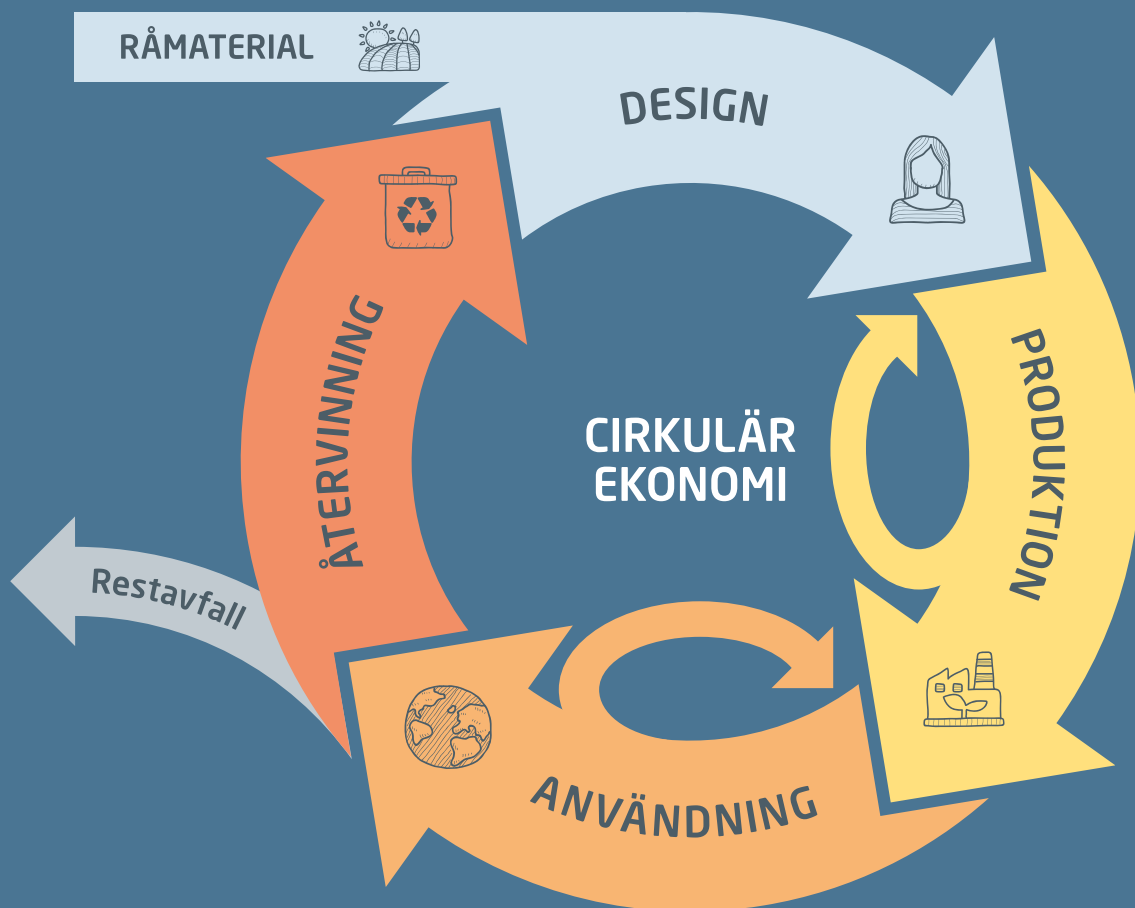 RÅMATERIAL
DESIGN
PRODUKTION
CIRKULÄR
EKONOMI
ÅTERVINNING
Restavfall
ANVÄNDNING